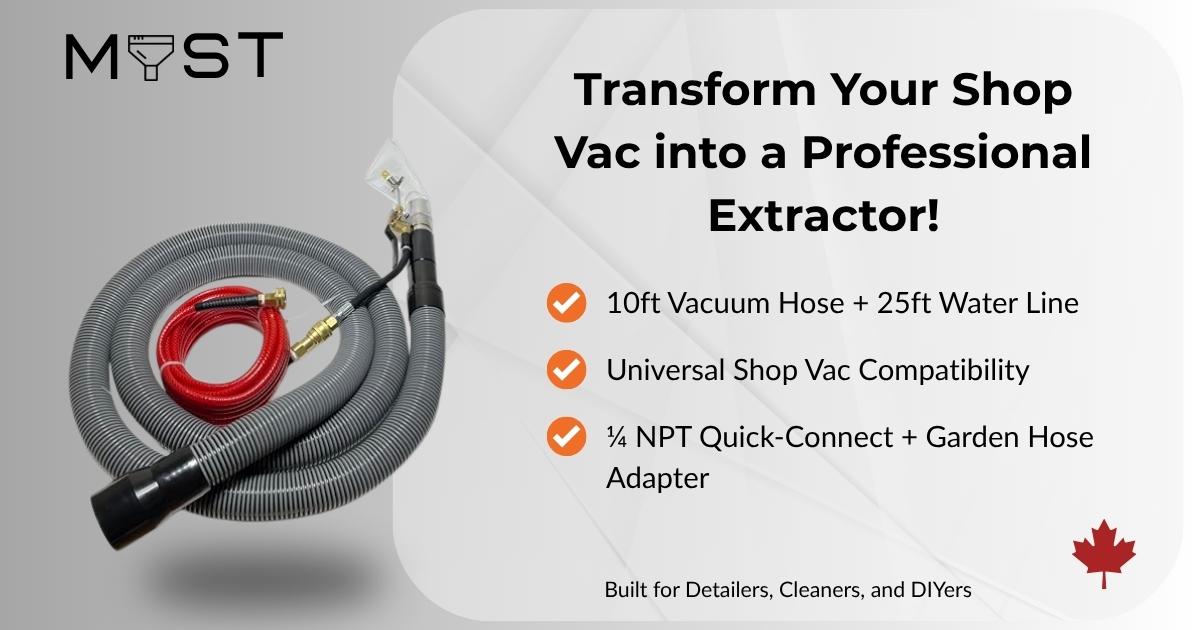 MYST
Transform Your Shop
Vac into a Professional
Extractor!
10ft Vacuum Hose + 25ft Water Line
Universal Shop Vac Compatibility
¼ NPT Quick-Connect + Garden Hose
Adapter
Built for Detailers, Cleaners, and DIYers